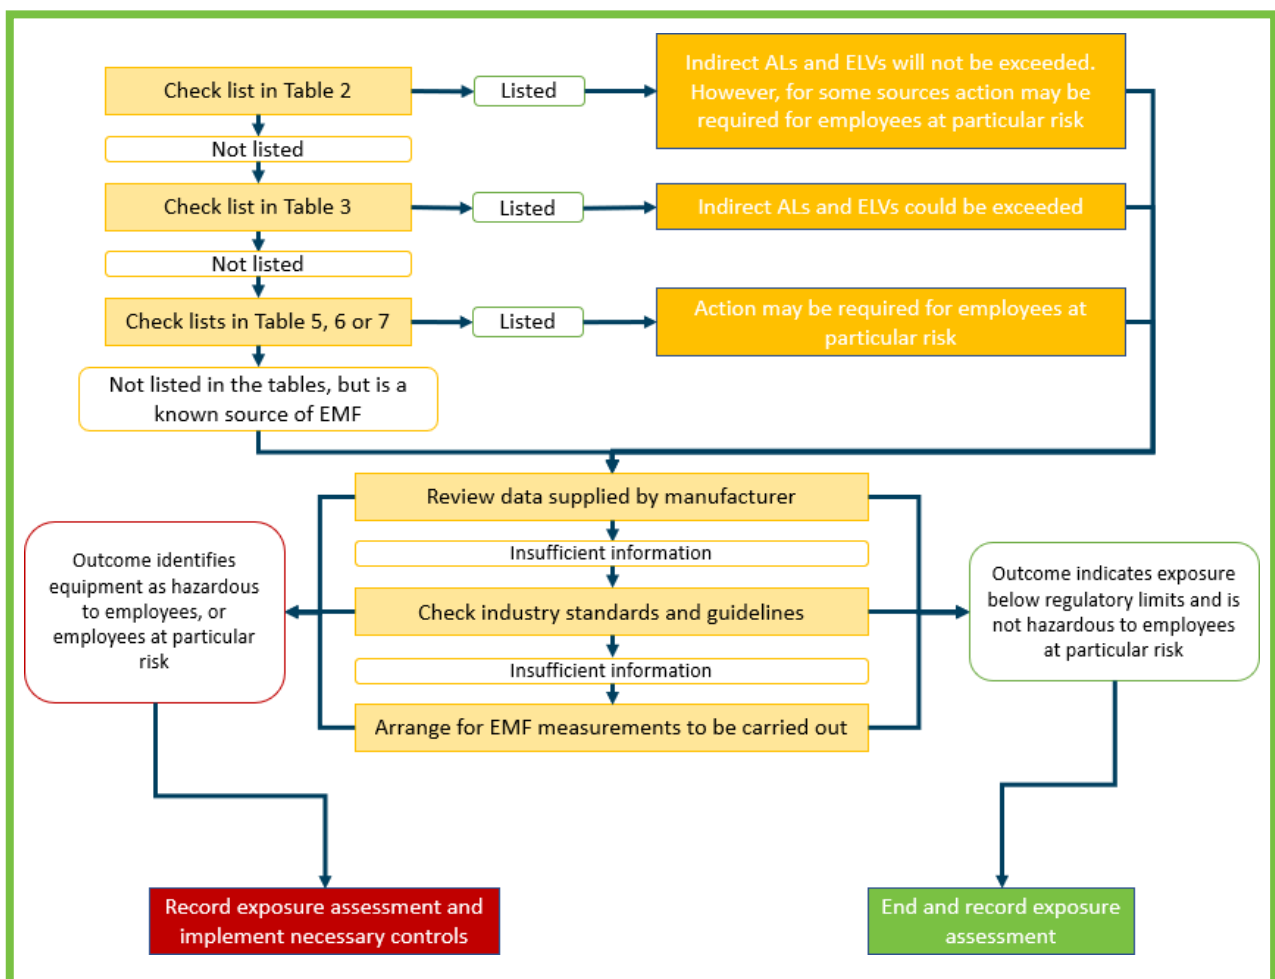 Check list in Table 2
Listed
Indirect ALs and ELVs will not be exceeded.
However, for some sources action may be
required for employees at particular risk
Not listed
Check list in Table 3
Listed
Indirect ALs and ELVs could be exceeded
Not listed
Check lists in Table 5, 6 or 7
Listed
Action may be required for employees at
particular risk
Not listed in the tables, but is a
known source of EMF
Review data supplied by manufacturer
Insufficient information
Check industry standards and guidelines
Insufficient information
Arrange for EMF measurements to be carried out
Outcome identifies
equipment as hazardous
to employees, or
employees at particular
risk
Outcome indicates exposure
below regulatory limits and is
not hazardous to employees
at particular risk
Record exposure assessment and
implement necessary controls
End and record exposure
assessment